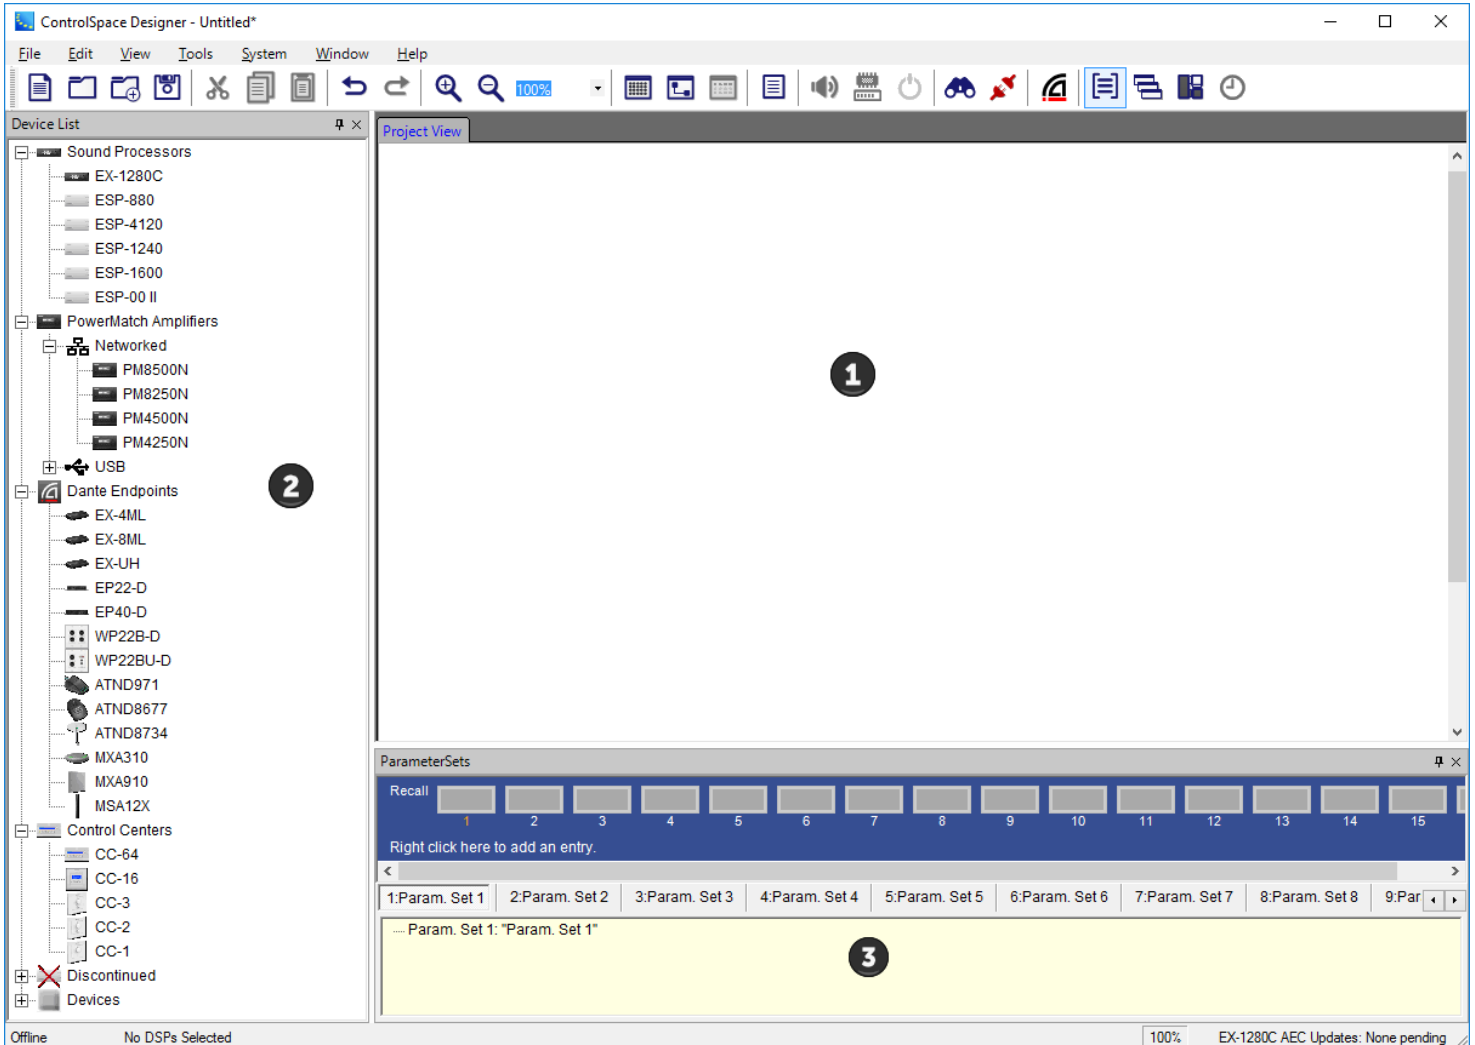 ControlSpace Designer - Untitled*
File Edit View Tools System Window Help
100%
Device List
Project View
Sound Processors
EX-1280C
ESP-880
ESP-4120
ESP-1240
ESP-1600
ESP-00 II
PowerMatch Amplifiers
Networked
PM8500N
PM8250N
PM4500N
PM4250N
USB
Dante Endpoints
EX-4ML
EX-8ML
EX-UH
EP22-D
EP40-D
WP22B-D
WP22BU-D
ATND971
ATND8677
ATND8734
MXA310
MXA910
MSA12X
Control Centers
CC-64
CC-16
CC-3
CC-2
CC-1
Discontinued
Devices
2
1
ParameterSets
Recall
1 2 3 4 5 6 7 8 9 10 11 12 13 14 15
Right click here to add an entry.
1:Param. Set 1 2:Param. Set 2 3:Param. Set 3 4:Param. Set 4 5:Param. Set 5 6:Param. Set 6 7:Param. Set 7 8:Param. Set 8 9:Par
Param. Set 1: "Param. Set 1"
3
Offline No DSPs Selected 100% EX-1280C AEC Updates: None pending